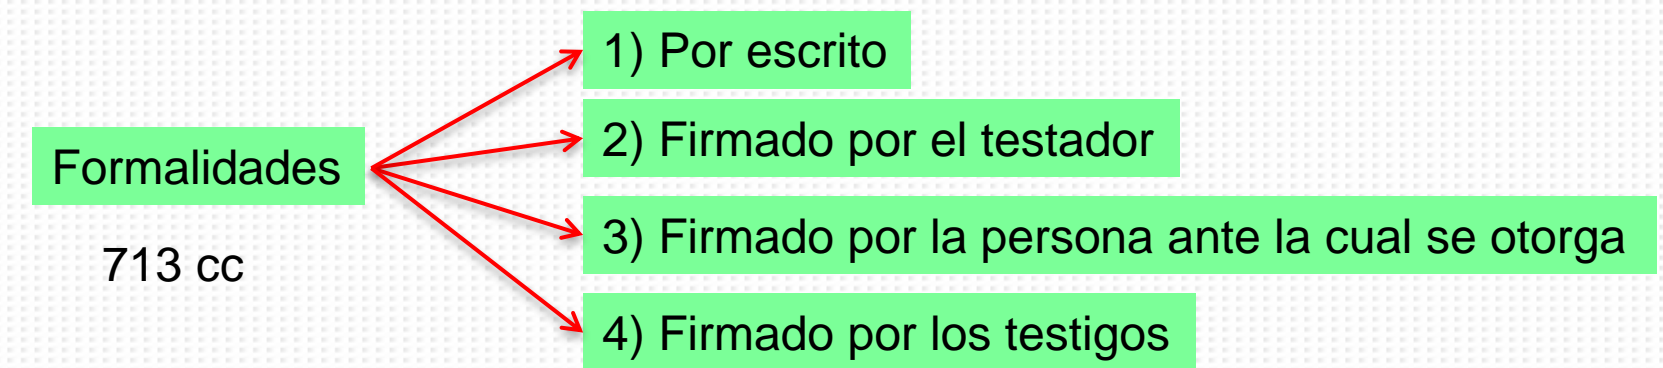 Formalidades
713 cc
1) Por escrito
2) Firmado por el testador
3) Firmado por la persona ante la cual se otorga
4) Firmado por los testigos